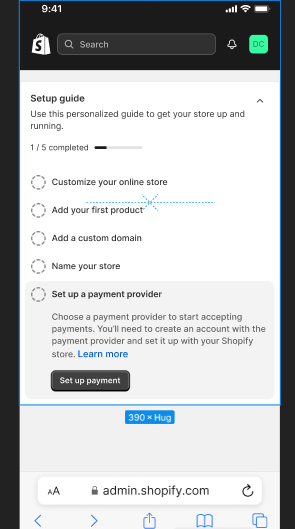 9:41
Search
DC
Setup guide
Use this personalized guide to get your store up and
running.
1 / 5 completed
Customize your online store
Add your first product
Add a custom domain
Name your store
Set up a payment provider
Choose a payment provider to start accepting
payments. You'll need to create an account with the
payment provider and set it up with your Shopify
store. Learn more
Set up payment
390 × Hug
AA admin.shopify.com